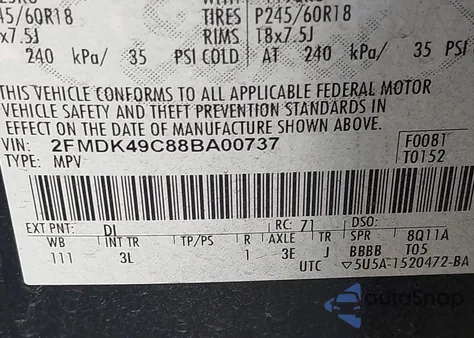 45/60R18 TIRES P245/60R18
x7.5J RIMS 18x7.5J
240 kPa/ 35 PSI COLD AT 240 kPa/ 35 PSI
THIS VEHICLE CONFORMS TO ALL APPLICABLE FEDERAL MOTOR
VEHICLE SAFETY AND THEFT PREVENTION STANDARDS IN
EFFECT ON THE DATE OF MANUFACTURE SHOWN ABOVE.
VIN: 2FMDK49C88BA00737 F0081
TYPE: MPV T0152
EXT PNT: DI RC: 71 DSO:
WB INT TR TP/PS R AXLE TR SPR 8Q11A
111 3L 1 3E J BBBB T05
UTC ▽5U5A-1520472-BA
autoSnap